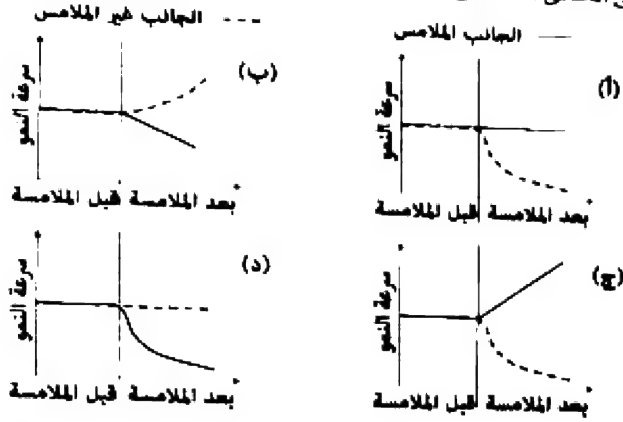 الجانب الملامس
الجانب غير الملامس
(أ)
سرعة النمو
بعد الملامسة قبل الملامسة
(ب)
سرعة النمو
بعد الملامسة قبل الملامسة
(ج)
سرعة النمو
بعد الملامسة قبل الملامسة
(د)
سرعة النمو
بعد الملامسة قبل الملامسة